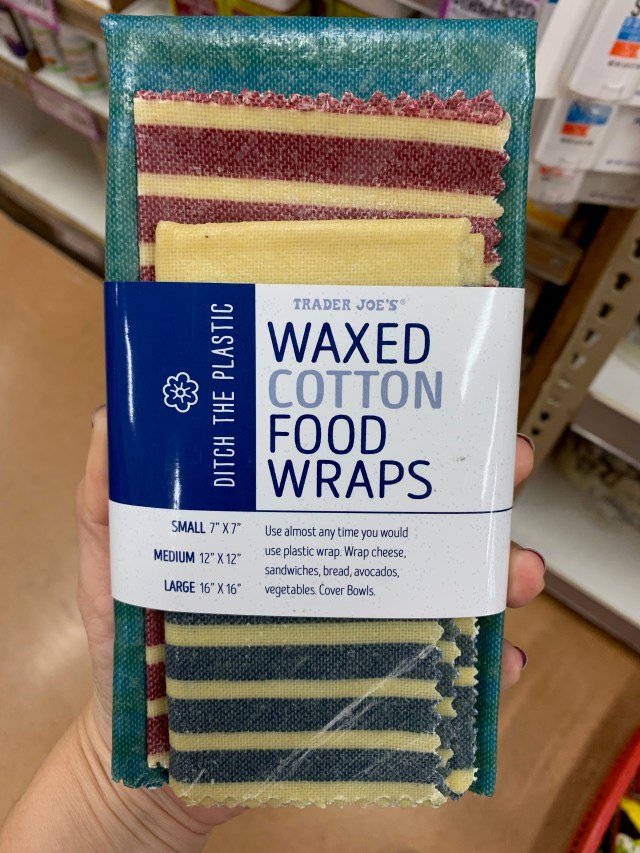 DITCH THE PLASTIC
TRADER JOE'S®
WAXED
COTTON
FOOD
WRAPS
SMALL 7" X 7"
MEDIUM 12" X 12"
LARGE 16" X 16"
Use almost any time you would
use plastic wrap. Wrap cheese,
sandwiches, bread, avocados,
vegetables. Cover Bowls.